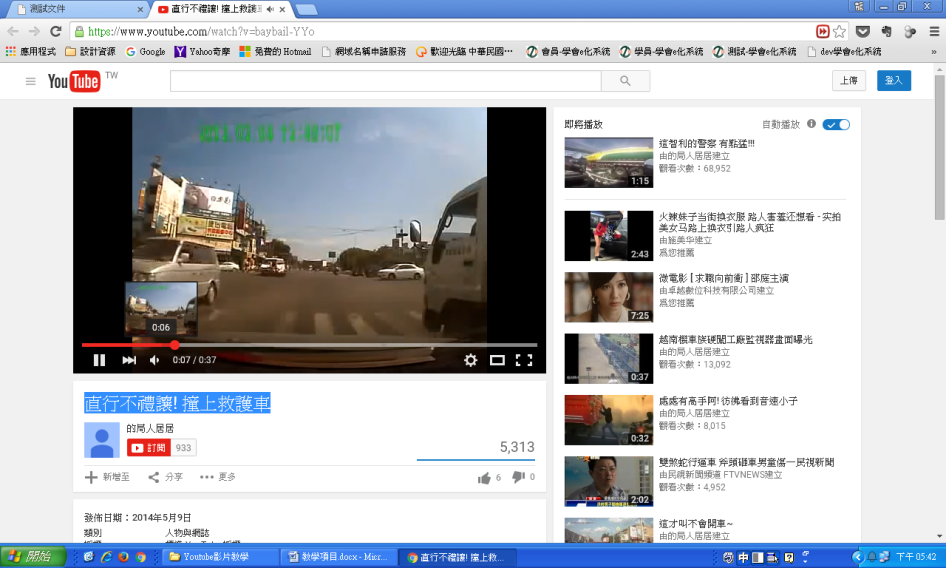 測試文件
直行不禮讓! 撞上救護車
https://www.youtube.com/watch?v=baybail-YYo
應用程式 設計資源 Google Yahoo奇摩 免費的 Hotmail 網域名稱申請服務 歡迎光臨 中華民國… 會員-學會e化系統 學員-學會e化系統 測試-學會e化系統 dev學會e化系統 »
YouTube TW
上傳 登入
0:06
0:07 / 0:37
直行不禮讓! 撞上救護車
的局人居居
訂閱 933
5,313
新增至 分享 更多
6 0
發佈日期：2014年5月9日
類別 人物與網誌
即將播放 自動播放
這智利的警察 有點猛!!!
由的局人居居建立
觀看次數：68,952
1:15
火辣妹子当街换衣服 路人害羞还想看 - 实拍
美女马路上换衣引路人疯狂
由施美华建立
為您推薦
2:43
微電影 [ 求職向前衝 ] 邵庭主演
由卓越數位科技有限公司建立
為您推薦
7:25
越南機車族硬闖工廠監視器畫面曝光
由的局人居居建立
觀看次數：13,092
0:37
處處有高手阿! 彷彿看到音速小子
由的局人居居建立
觀看次數：8,015
0:32
雙煞蛇行逼車 斧頭砸車男童傷—民視新聞
由民視新聞頻道 FTVNEWS建立
觀看次數：4,952
2:02
這才叫不會開車~
由的局人居居建立
開始 Youtube影片教學 教學項目.docx - Micr... 直行不禮讓! 撞上救... 中 下午 05:42